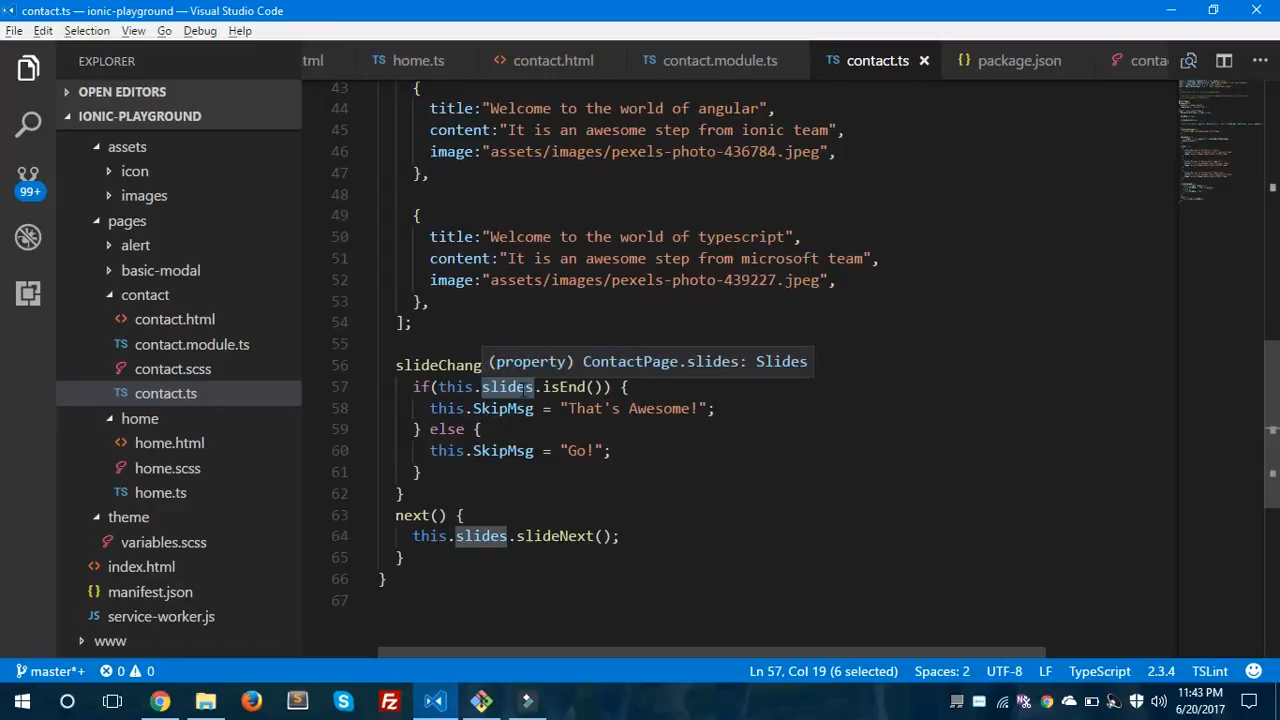 contact.ts - ionic-playground - Visual Studio Code
File Edit Selection View Go Debug Help
EXPLORER
OPEN EDITORS
IONIC-PLAYGROUND
assets
icon
images
pages
alert
basic-modal
contact
contact.html
contact.module.ts
contact.scss
contact.ts
home
home.html
home.scss
home.ts
theme
variables.scss
index.html
manifest.json
service-worker.js
www
99+
ml home.ts contact.html contact.module.ts contact.ts package.json conta
43 {
44 title:"Welcome to the world of angular",
45 content:"It is an awesome step from ionic team",
46 image:"assets/images/pexels-photo-436784.jpeg",
47 },
48
49 {
50 title:"Welcome to the world of typescript",
51 content:"It is an awesome step from microsoft team",
52 image:"assets/images/pexels-photo-439227.jpeg",
53 },
54 ];
55
(property) ContactPage.slides: Slides
56 slideChang
57 if(this.slides.isEnd()) {
58 this.SkipMsg = "That's Awesome!";
59 } else {
60 this.SkipMsg = "Go!";
61 }
62 }
63 next() {
64 this.slides.slideNext();
65 }
66 }
67
master*+ 0 0 Ln 57, Col 19 (6 selected) Spaces: 2 UTF-8 LF TypeScript 2.3.4 TSLint
11:43 PM
6/20/2017